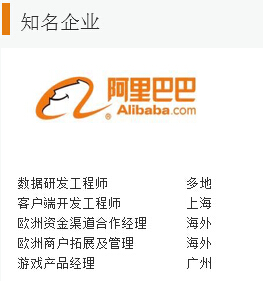 知名企业
阿里巴巴
Alibaba.com
数据研发工程师 多地
客户端开发工程师 上海
欧洲资金渠道合作经理 海外
欧洲商户拓展及管理 海外
游戏产品经理 广州